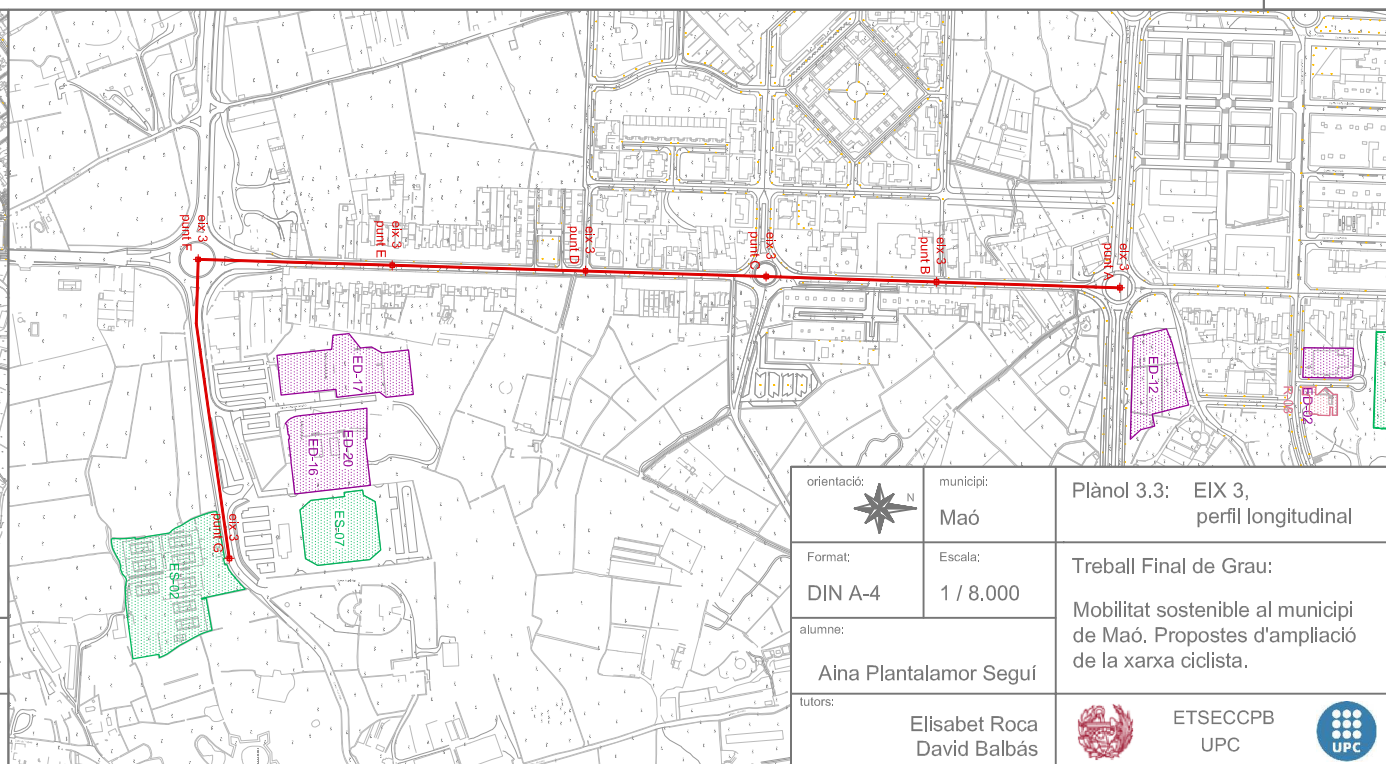 eix 3
punt F
eix 3
punt E
eix 3
punt D
eix 3
punt C
eix 3
punt B
eix 3
punt A
ED-17
ED-20
ED-16
ES-07
ES-02
ED-12
ED-02
eix 3
punt G
orientació:
N
municipi:
Maó
Plànol 3.3: EIX 3,
perfil longitudinal
Format:
DIN A-4
Escala:
1 / 8.000
Treball Final de Grau:
Mobilitat sostenible al municipi
de Maó. Propostes d'ampliació
de la xarxa ciclista.
alumne:
Aina Plantalamor Seguí
tutors:
Elisabet Roca
David Balbás
ETSECCPB
UPC
UPC